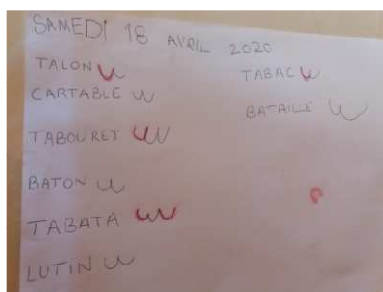 SAMEDI 18 AVRIL 2020
TALON
CARTABLE
TABOURET
BATON
TABATA
LUTIN
TABAC
BATAILLE